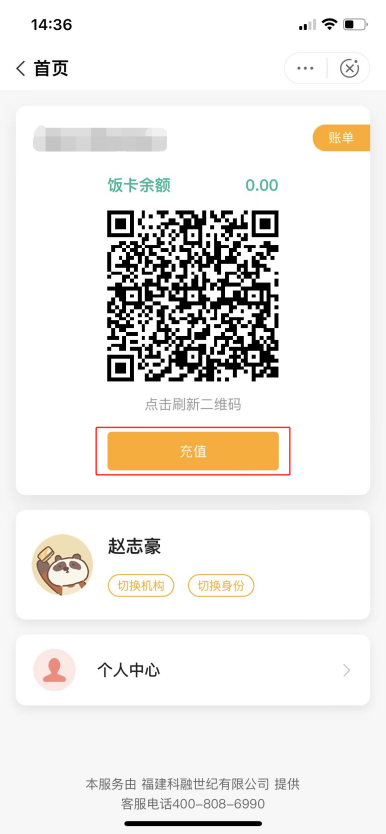 14:36
首页
账单
饭卡余额 0.00
点击刷新二维码
充值
赵志豪
切换机构 切换身份
个人中心
本服务由 福建科融世纪有限公司 提供
客服电话400-808-6990